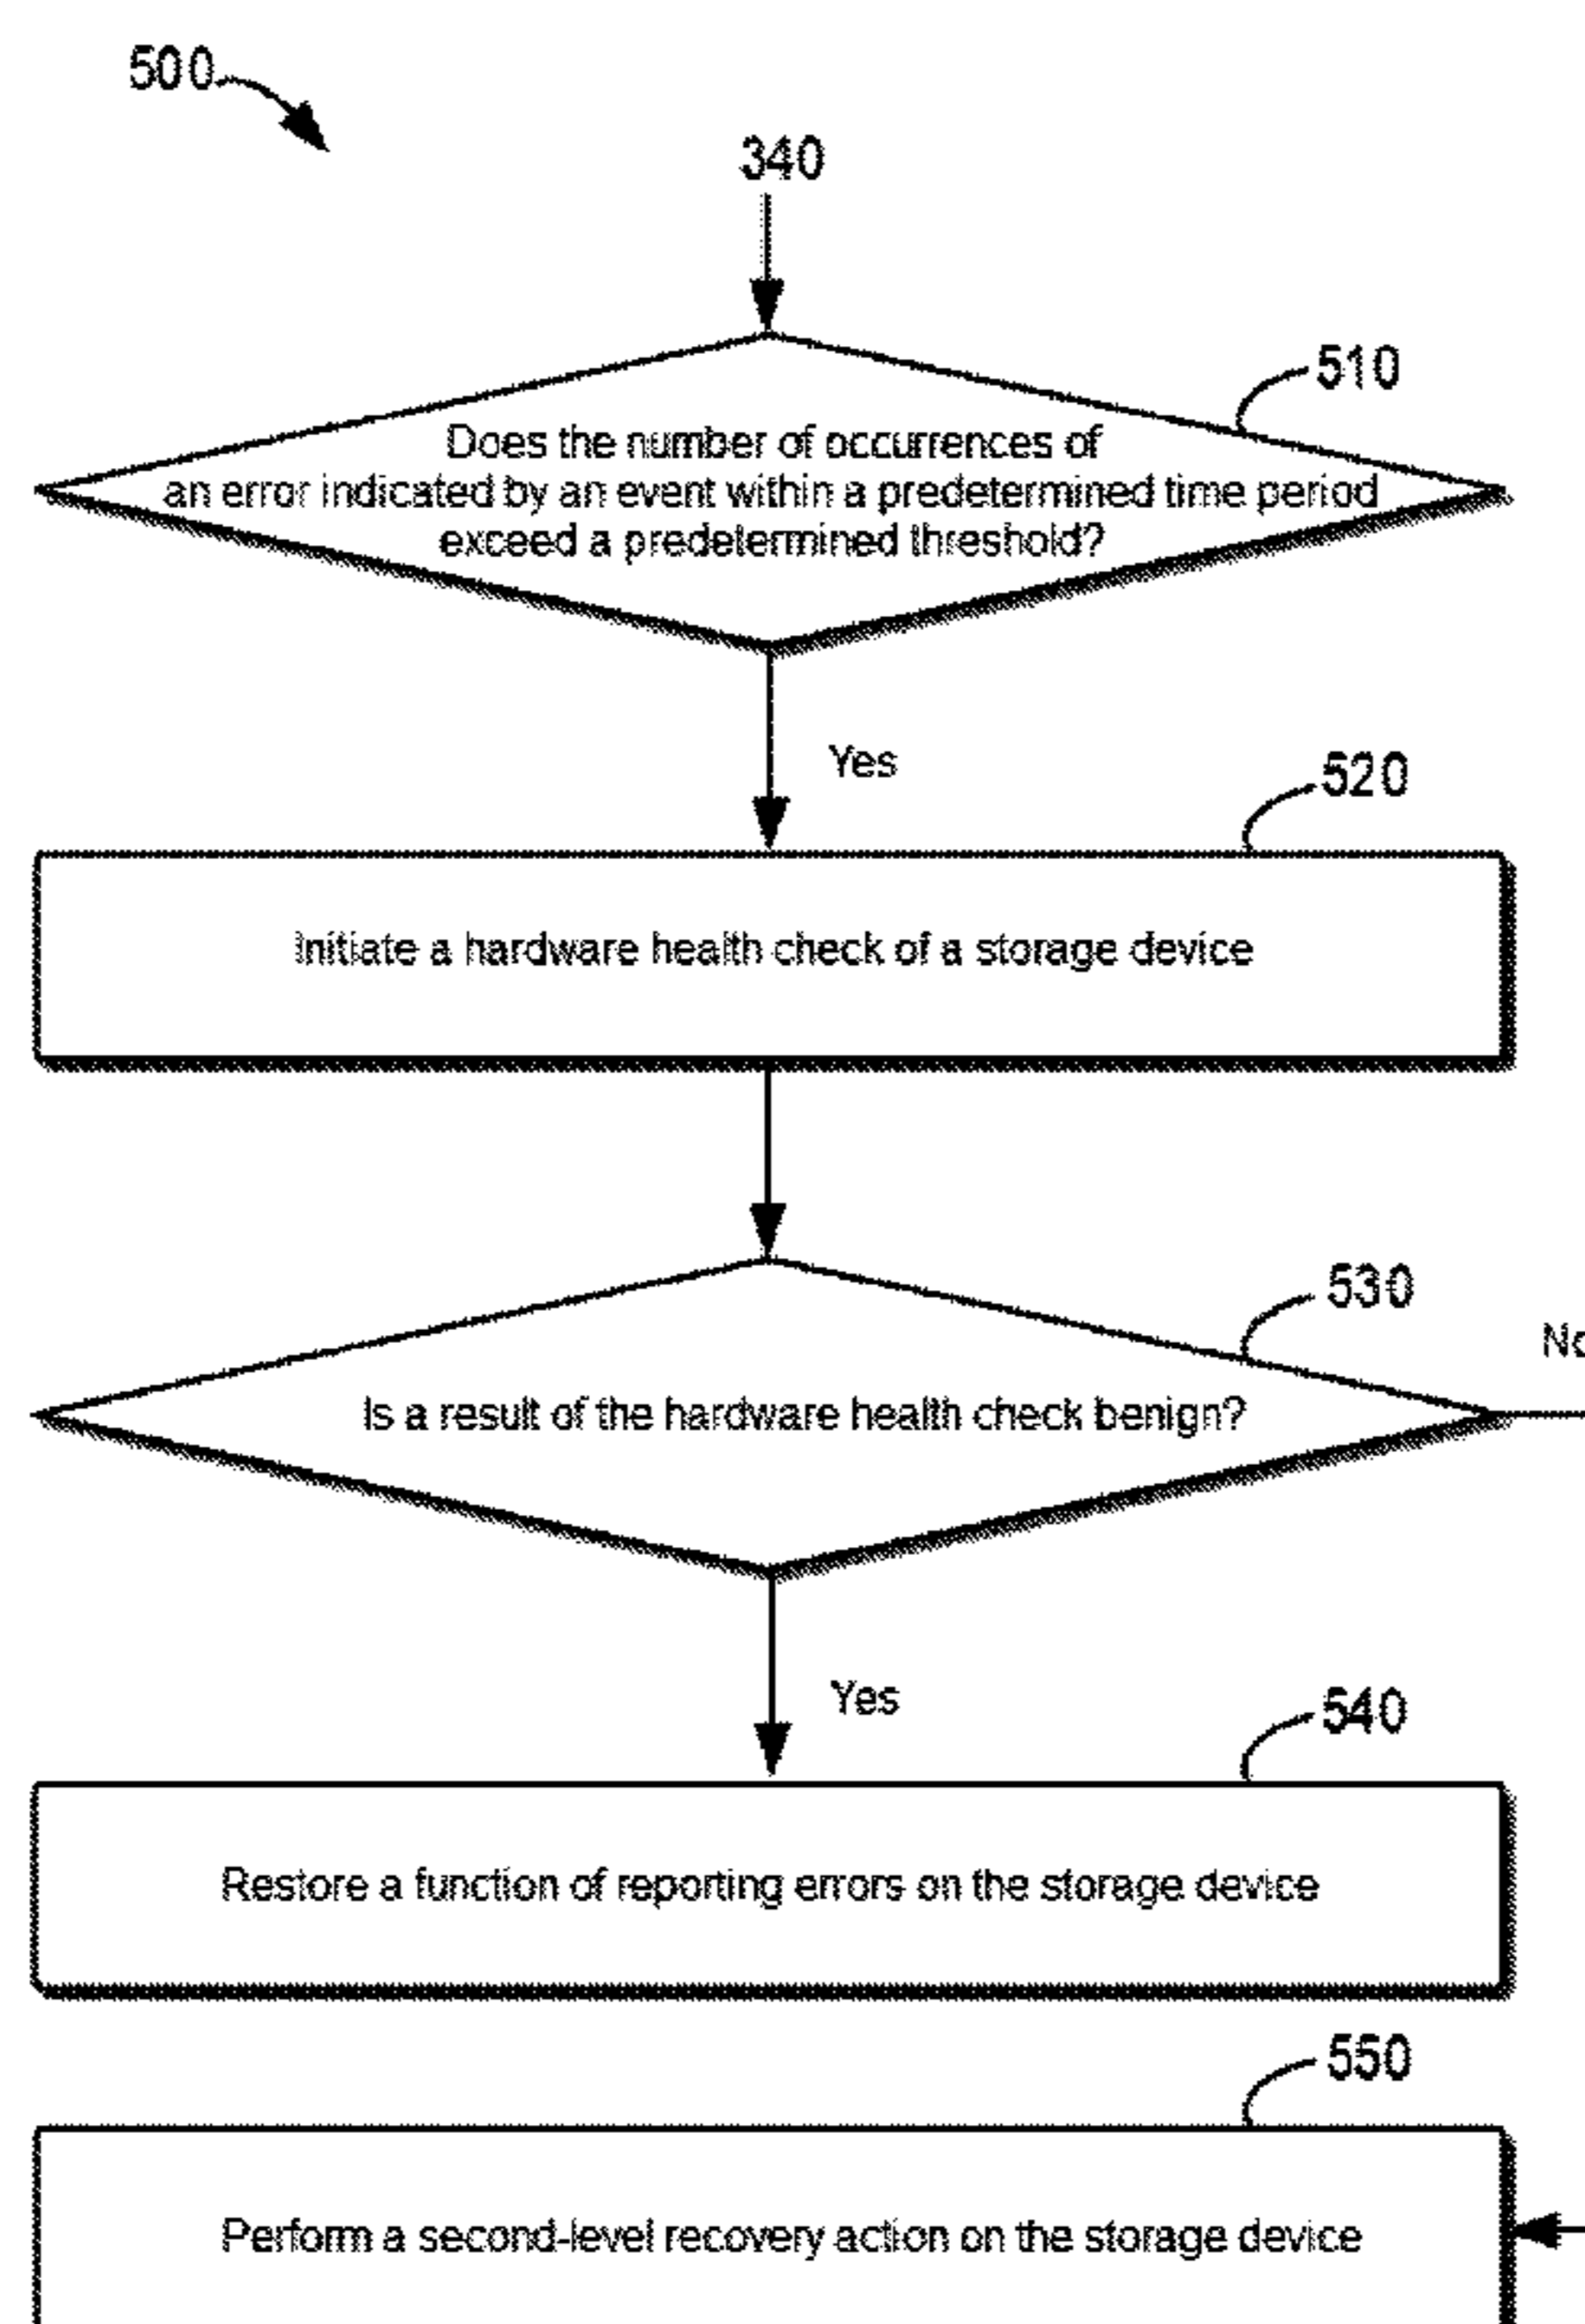 500
340
510
Does the number of occurrences of
an error indicated by an event within a predetermined time period
exceed a predetermined threshold?
Yes
520
Initiate a hardware health check of a storage device
530
No
Is a result of the hardware health check benign?
Yes
540
Restore a function of reporting errors on the storage device
550
Perform a second-level recovery action on the storage device